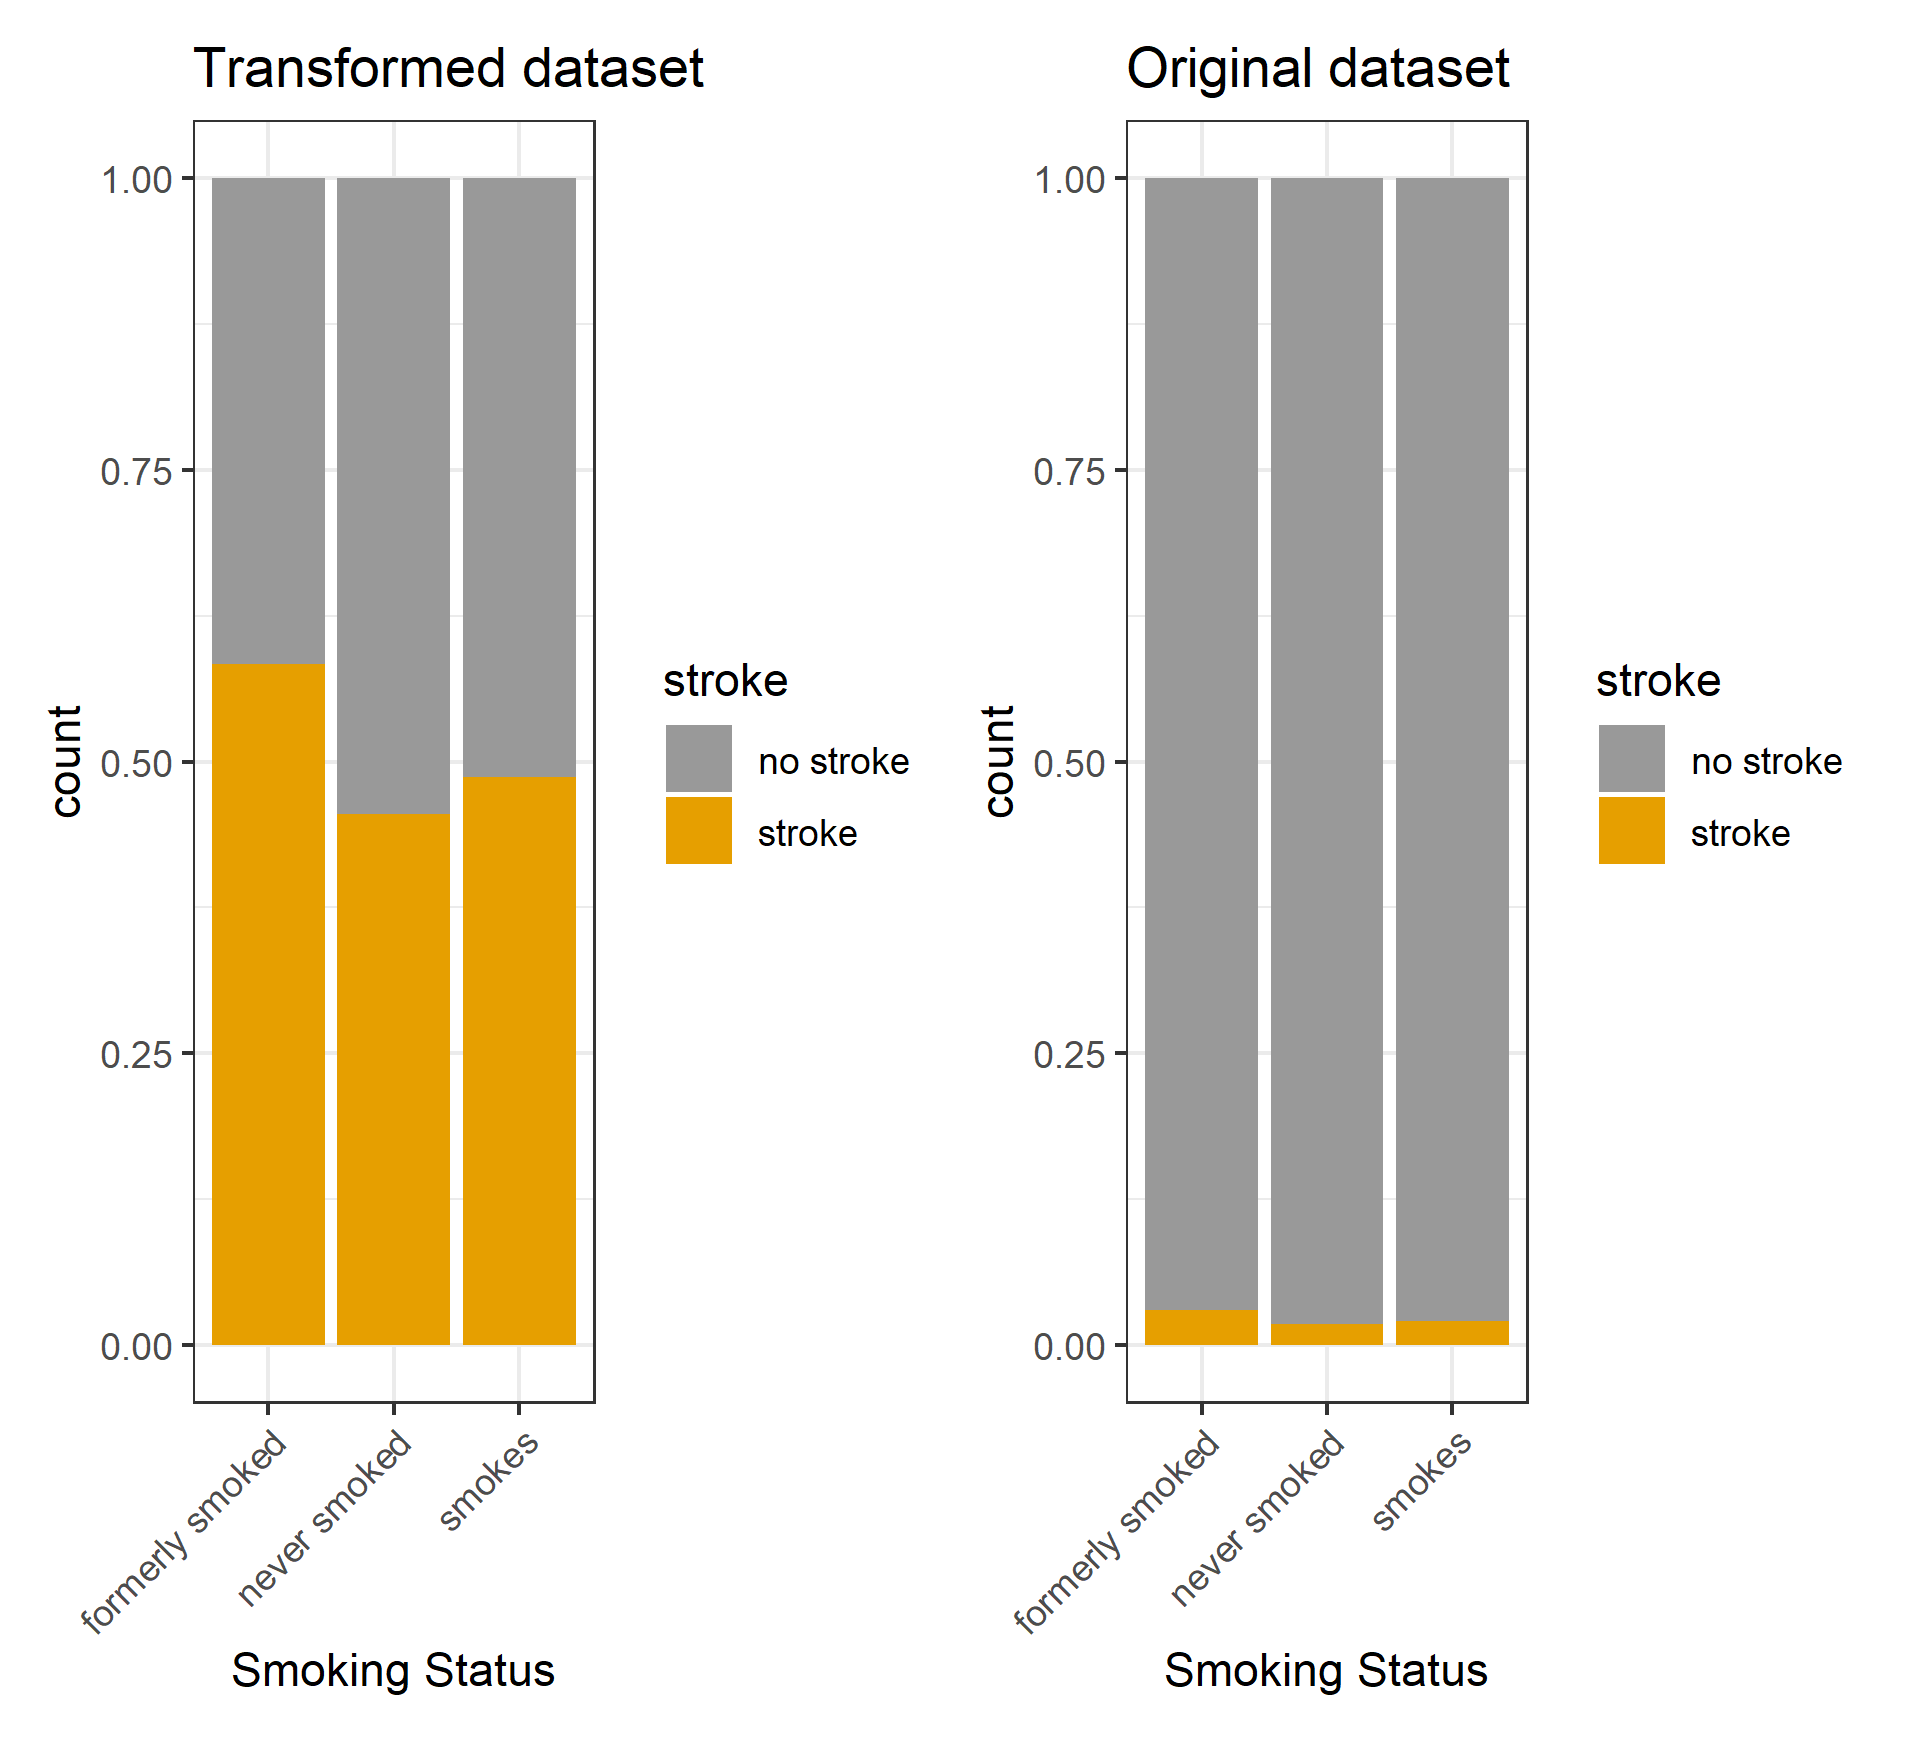 Transformed dataset
count
1.00
0.75
0.50
0.25
0.00
formerly smoked
never smoked
smokes
Smoking Status
stroke
no stroke
stroke
Original dataset
count
1.00
0.75
0.50
0.25
0.00
formerly smoked
never smoked
smokes
Smoking Status
stroke
no stroke
stroke